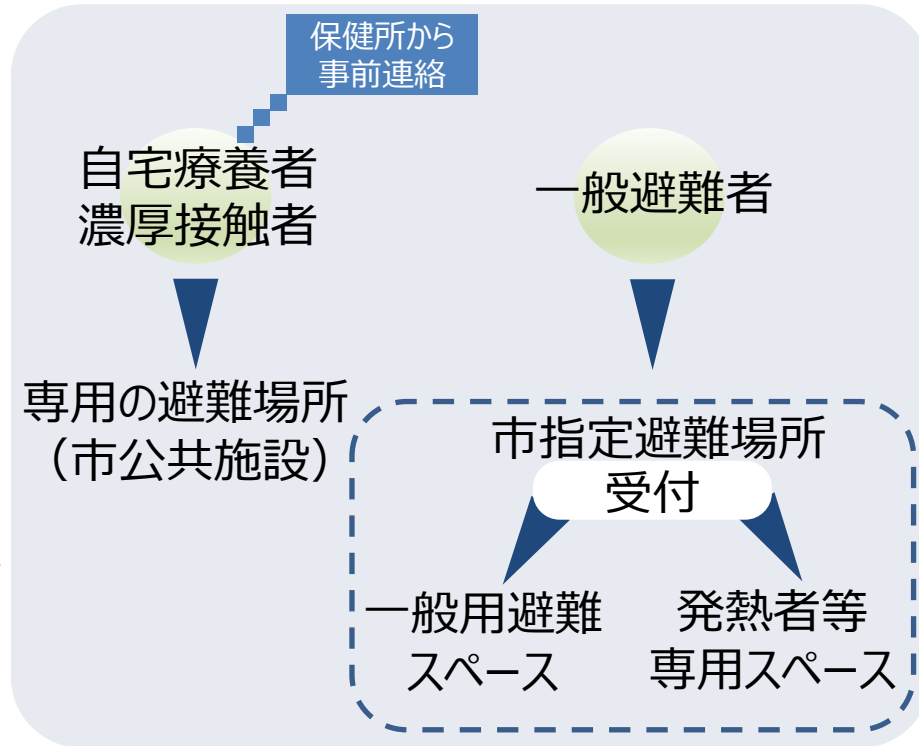 保健所から
事前連絡
自宅療養者
濃厚接触者
一般避難者
専用の避難場所
（市公共施設）
市指定避難場所
受付
一般用避難
スペース
発熱者等
専用スペース